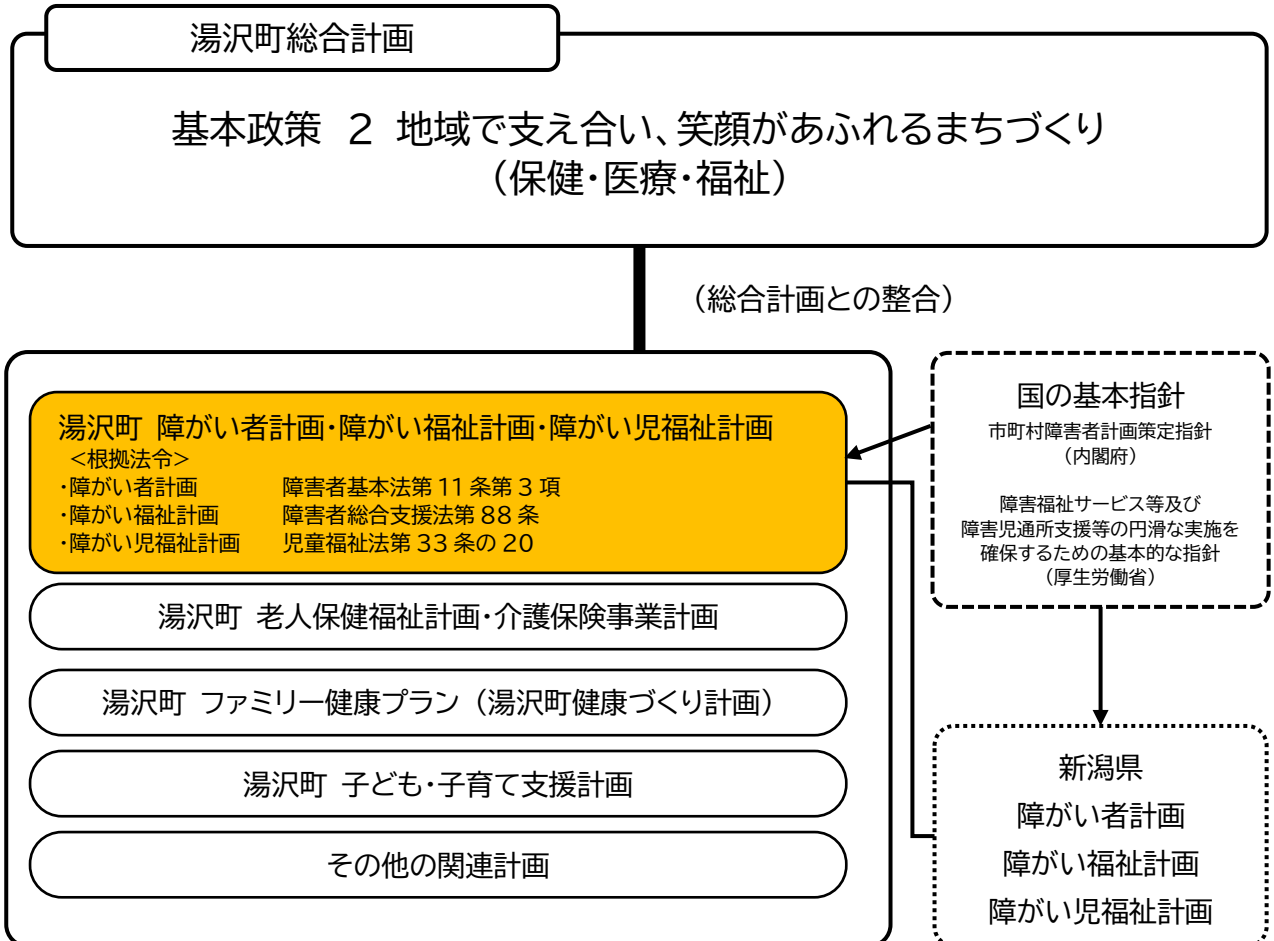 湯沢町総合計画
基本政策 2 地域で支え合い、笑顔があふれるまちづくり
（保健・医療・福祉）
（総合計画との整合）
湯沢町 障がい者計画・障がい福祉計画・障がい児福祉計画
＜根拠法令＞
・障がい者計画 障害者基本法第11条第3項
・障がい福祉計画 障害者総合支援法第88条
・障がい児福祉計画 児童福祉法第33条の20
湯沢町 老人保健福祉計画・介護保険事業計画
湯沢町 ファミリー健康プラン（湯沢町健康づくり計画）
湯沢町 子ども・子育て支援計画
その他の関連計画
国の基本指針
市町村障害者計画策定指針
（内閣府）
障害福祉サービス等及び
障害児通所支援等の円滑な実施を
確保するための基本的な指針
（厚生労働省）
新潟県
障がい者計画
障がい福祉計画
障がい児福祉計画